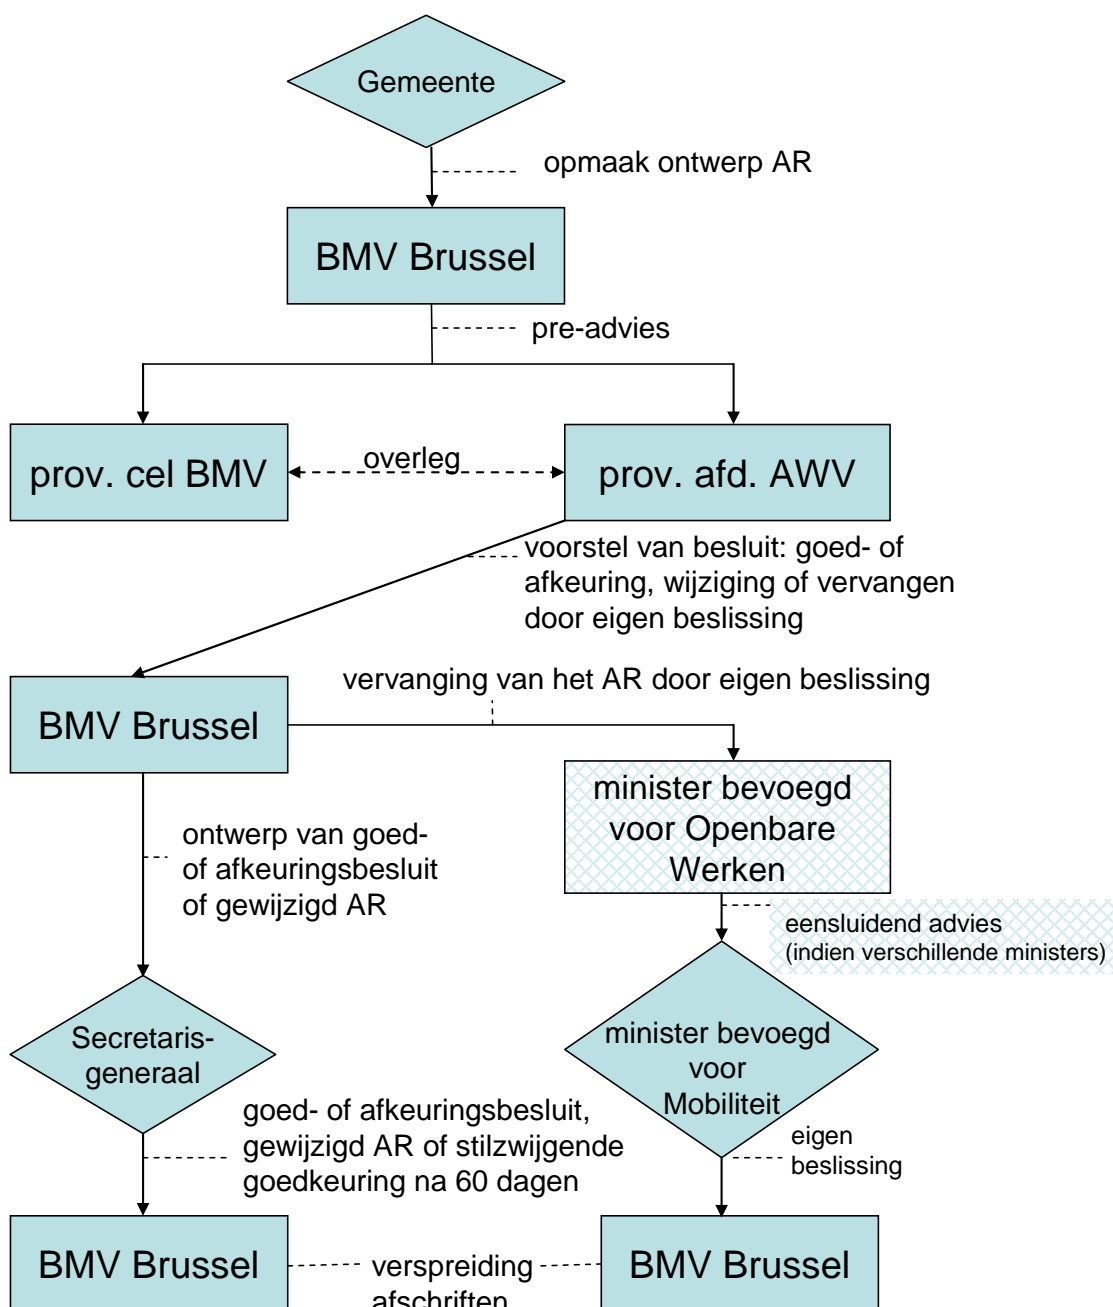 Gemeente
opmaak ontwerp AR
BMV Brussel
pre-advies
prov. cel BMV
overleg
prov. afd. AWV
voorstel van besluit: goed- of
afkeuring, wijziging of vervangen
door eigen beslissing
vervanging van het AR door eigen beslissing
BMV Brussel
minister bevoegd
voor Openbare
Werken
ontwerp van goed-
of afkeuringsbesluit
of gewijzigd AR
eensluidend advies
(indien verschillende ministers)
Secretaris-
generaal
minister bevoegd
voor
Mobiliteit
goed- of afkeuringsbesluit,
gewijzigd AR of stilzwijgende
goedkeuring na 60 dagen
eigen
beslissing
BMV Brussel
verspreiding
afschriften
BMV Brussel